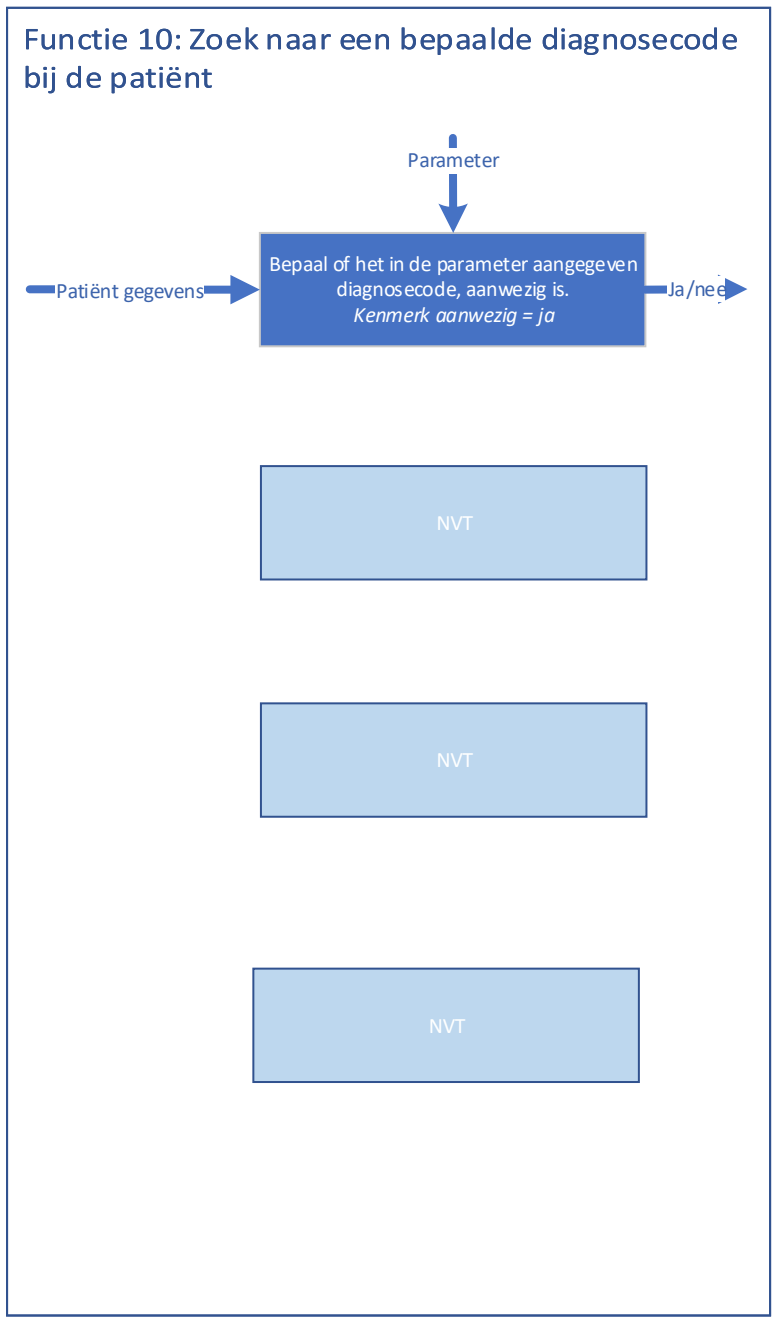 Functie 10: Zoek naar een bepaalde diagnosecode
bij de patiënt
Parameter
Bepaal of het in de parameter aangegeven
diagnosecode, aanwezig is.
Kenmerk aanwezig = ja
Patiënt gegevens
Ja/nee
NVT
NVT
NVT